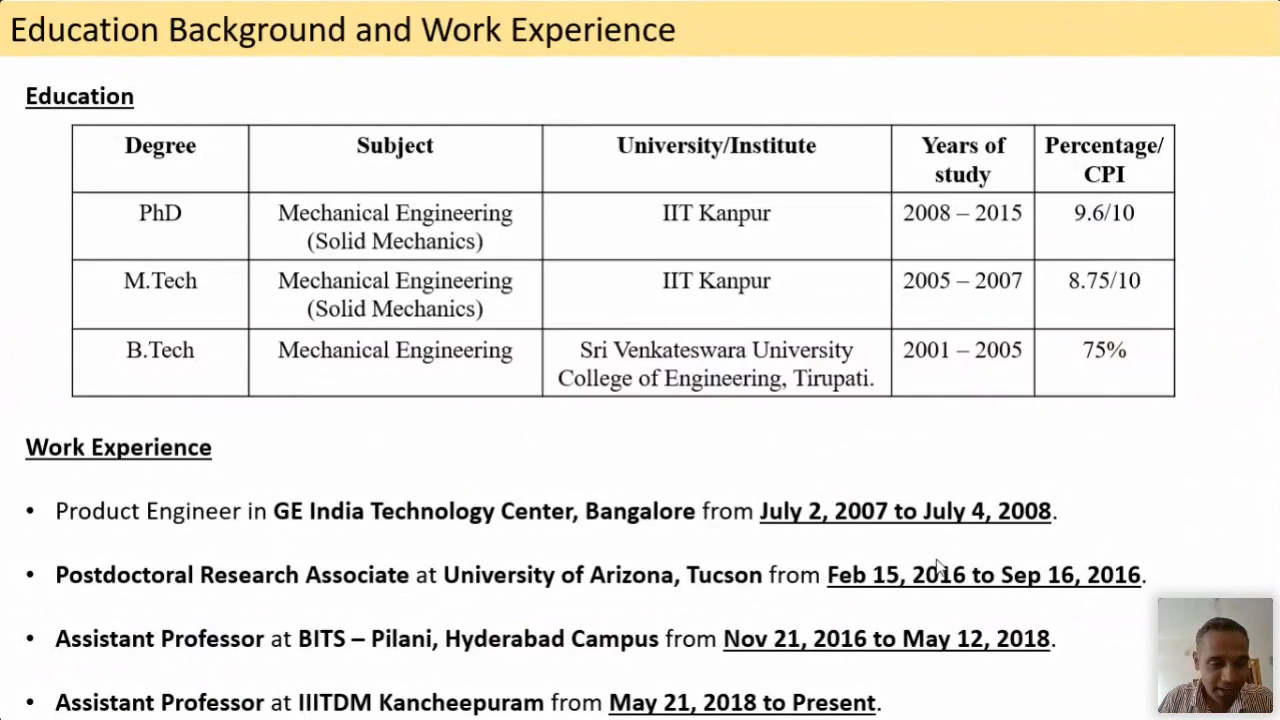 Education Background and Work Experience
Education
Degree Subject University/Institute Years of study Percentage/ CPI
PhD Mechanical Engineering (Solid Mechanics) IIT Kanpur 2008 – 2015 9.6/10
M.Tech Mechanical Engineering (Solid Mechanics) IIT Kanpur 2005 – 2007 8.75/10
B.Tech Mechanical Engineering Sri Venkateswara University College of Engineering, Tirupati. 2001 – 2005 75%
Work Experience
• Product Engineer in GE India Technology Center, Bangalore from July 2, 2007 to July 4, 2008.
• Postdoctoral Research Associate at University of Arizona, Tucson from Feb 15, 2016 to Sep 16, 2016.
• Assistant Professor at BITS – Pilani, Hyderabad Campus from Nov 21, 2016 to May 12, 2018.
• Assistant Professor at IIITDM Kancheepuram from May 21, 2018 to Present.